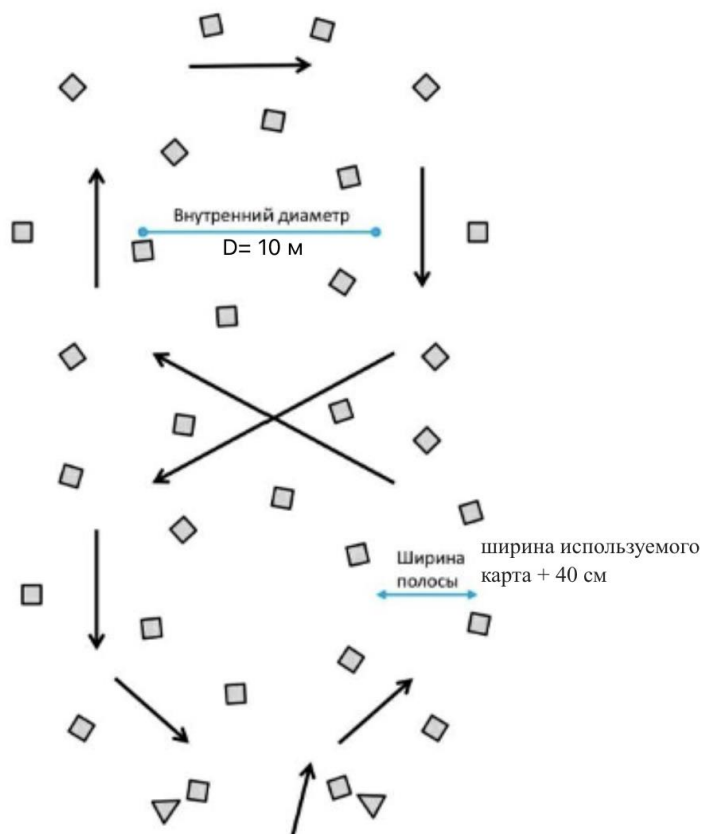 Внутренний диаметр
D= 10 м
Ширина
полосы
ширина используемого
карта + 40 см